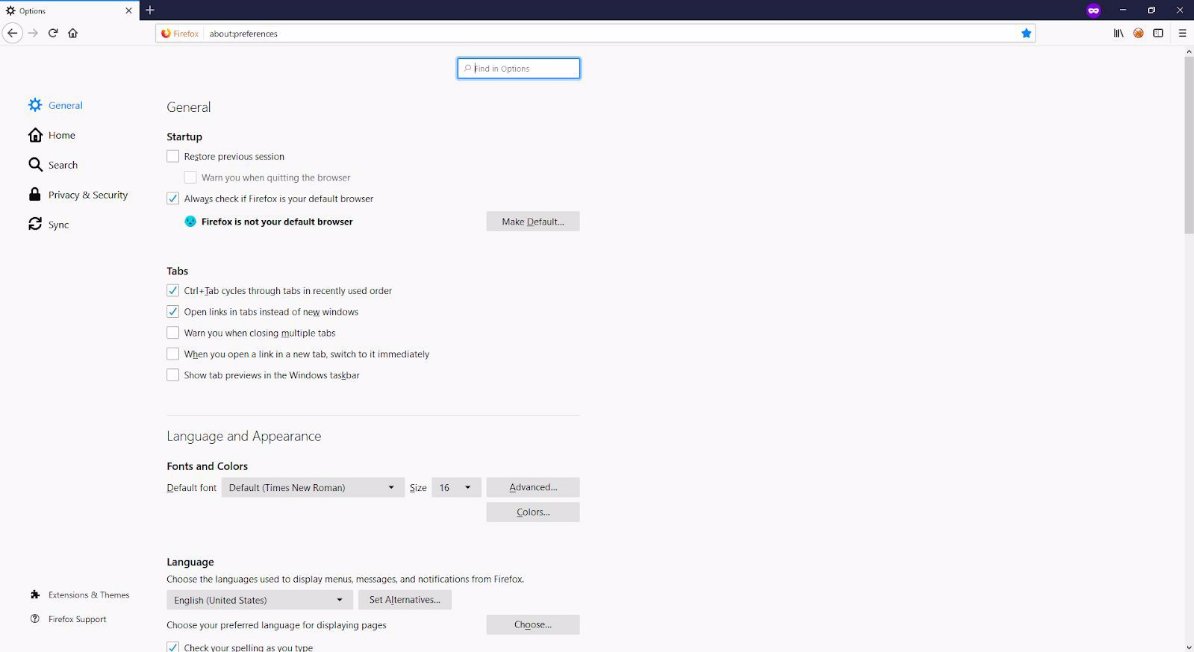 Options
Firefox about:preferences
Find in Options
General
Home
Search
Privacy & Security
Sync
Extensions & Themes
Firefox Support
General
Startup
Restore previous session
Warn you when quitting the browser
Always check if Firefox is your default browser
Firefox is not your default browser Make Default...
Tabs
Ctrl+Tab cycles through tabs in recently used order
Open links in tabs instead of new windows
Warn you when closing multiple tabs
When you open a link in a new tab, switch to it immediately
Show tab previews in the Windows taskbar
Language and Appearance
Fonts and Colors
Default font Default (Times New Roman) Size 16 Advanced...
Colors...
Language
Choose the languages used to display menus, messages, and notifications from Firefox.
English (United States) Set Alternatives...
Choose your preferred language for displaying pages Choose...
Check your spelling as you type